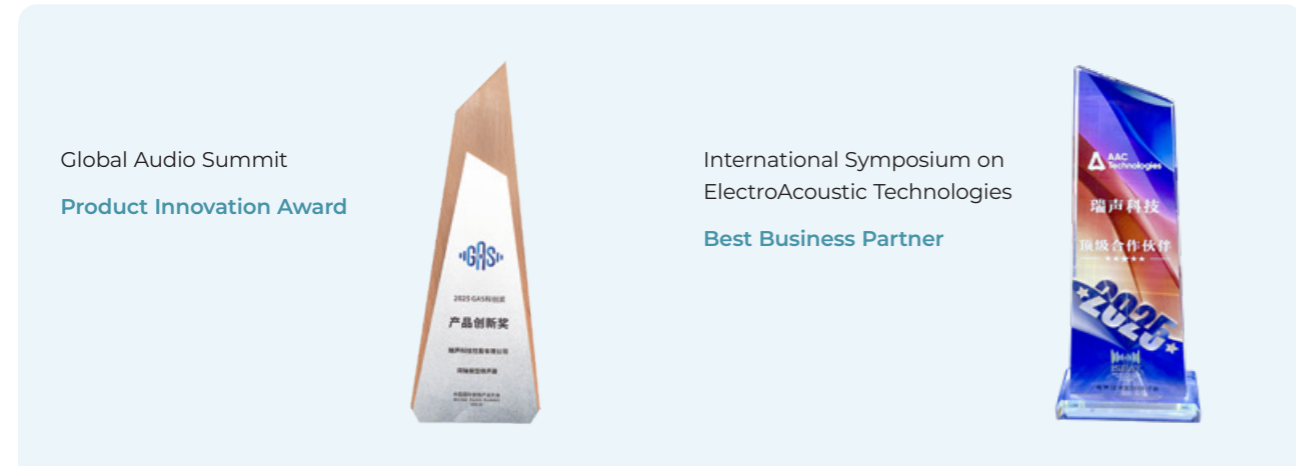 Global Audio Summit
Product Innovation Award
GAS
2025 GAS科创奖
产品创新奖
International Symposium on
ElectroAcoustic Technologies
Best Business Partner
AAC
Technologies
瑞声科技
顶级合作伙伴
2025